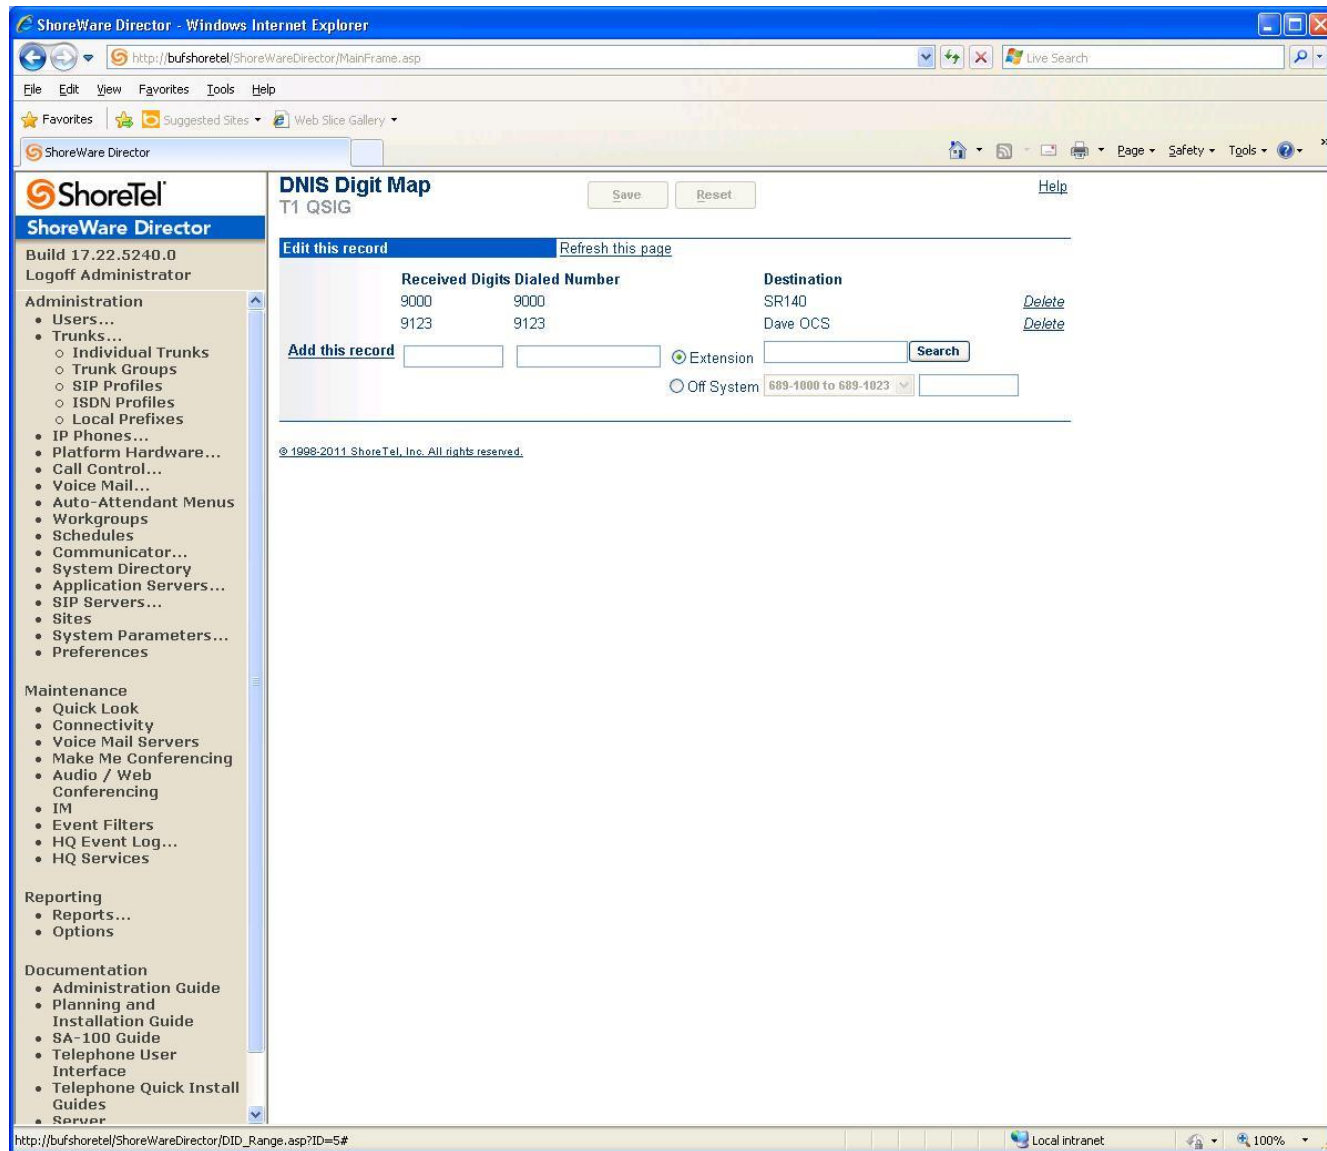 ShoreWare Director - Windows Internet Explorer
http://bufshoretel/ShoreWareDirector/MainFrame.asp
Live Search
File Edit View Favorites Tools Help
Favorites Suggested Sites Web Slice Gallery
ShoreWare Director
Page Safety Tools
ShoreTel
ShoreWare Director
Build 17.22.5240.0
Logoff Administrator
Administration
• Users...
• Trunks...
○ Individual Trunks
○ Trunk Groups
○ SIP Profiles
○ ISDN Profiles
○ Local Prefixes
• IP Phones...
• Platform Hardware...
• Call Control...
• Voice Mail...
• Auto-Attendant Menus
• Workgroups
• Schedules
• Communicator...
• System Directory
• Application Servers...
• SIP Servers...
• Sites
• System Parameters...
• Preferences
Maintenance
• Quick Look
• Connectivity
• Voice Mail Servers
• Make Me Conferencing
• Audio / Web
Conferencing
• IM
• Event Filters
• HQ Event Log...
• HQ Services
Reporting
• Reports...
• Options
Documentation
• Administration Guide
• Planning and
Installation Guide
• SA-100 Guide
• Telephone User
Interface
• Telephone Quick Install
Guides
• Server
DNIS Digit Map
T1 QSIG
Save Reset Help
Edit this record Refresh this page
Received Digits Dialed Number Destination
9000 9000 SR140 Delete
9123 9123 Dave OCS Delete
Add this record Extension Search
Off System 689-1000 to 689-1023
© 1998-2011 ShoreTel, Inc. All rights reserved.
http://bufshoretel/ShoreWareDirector/DID_Range.asp?ID=5# Local intranet 100%